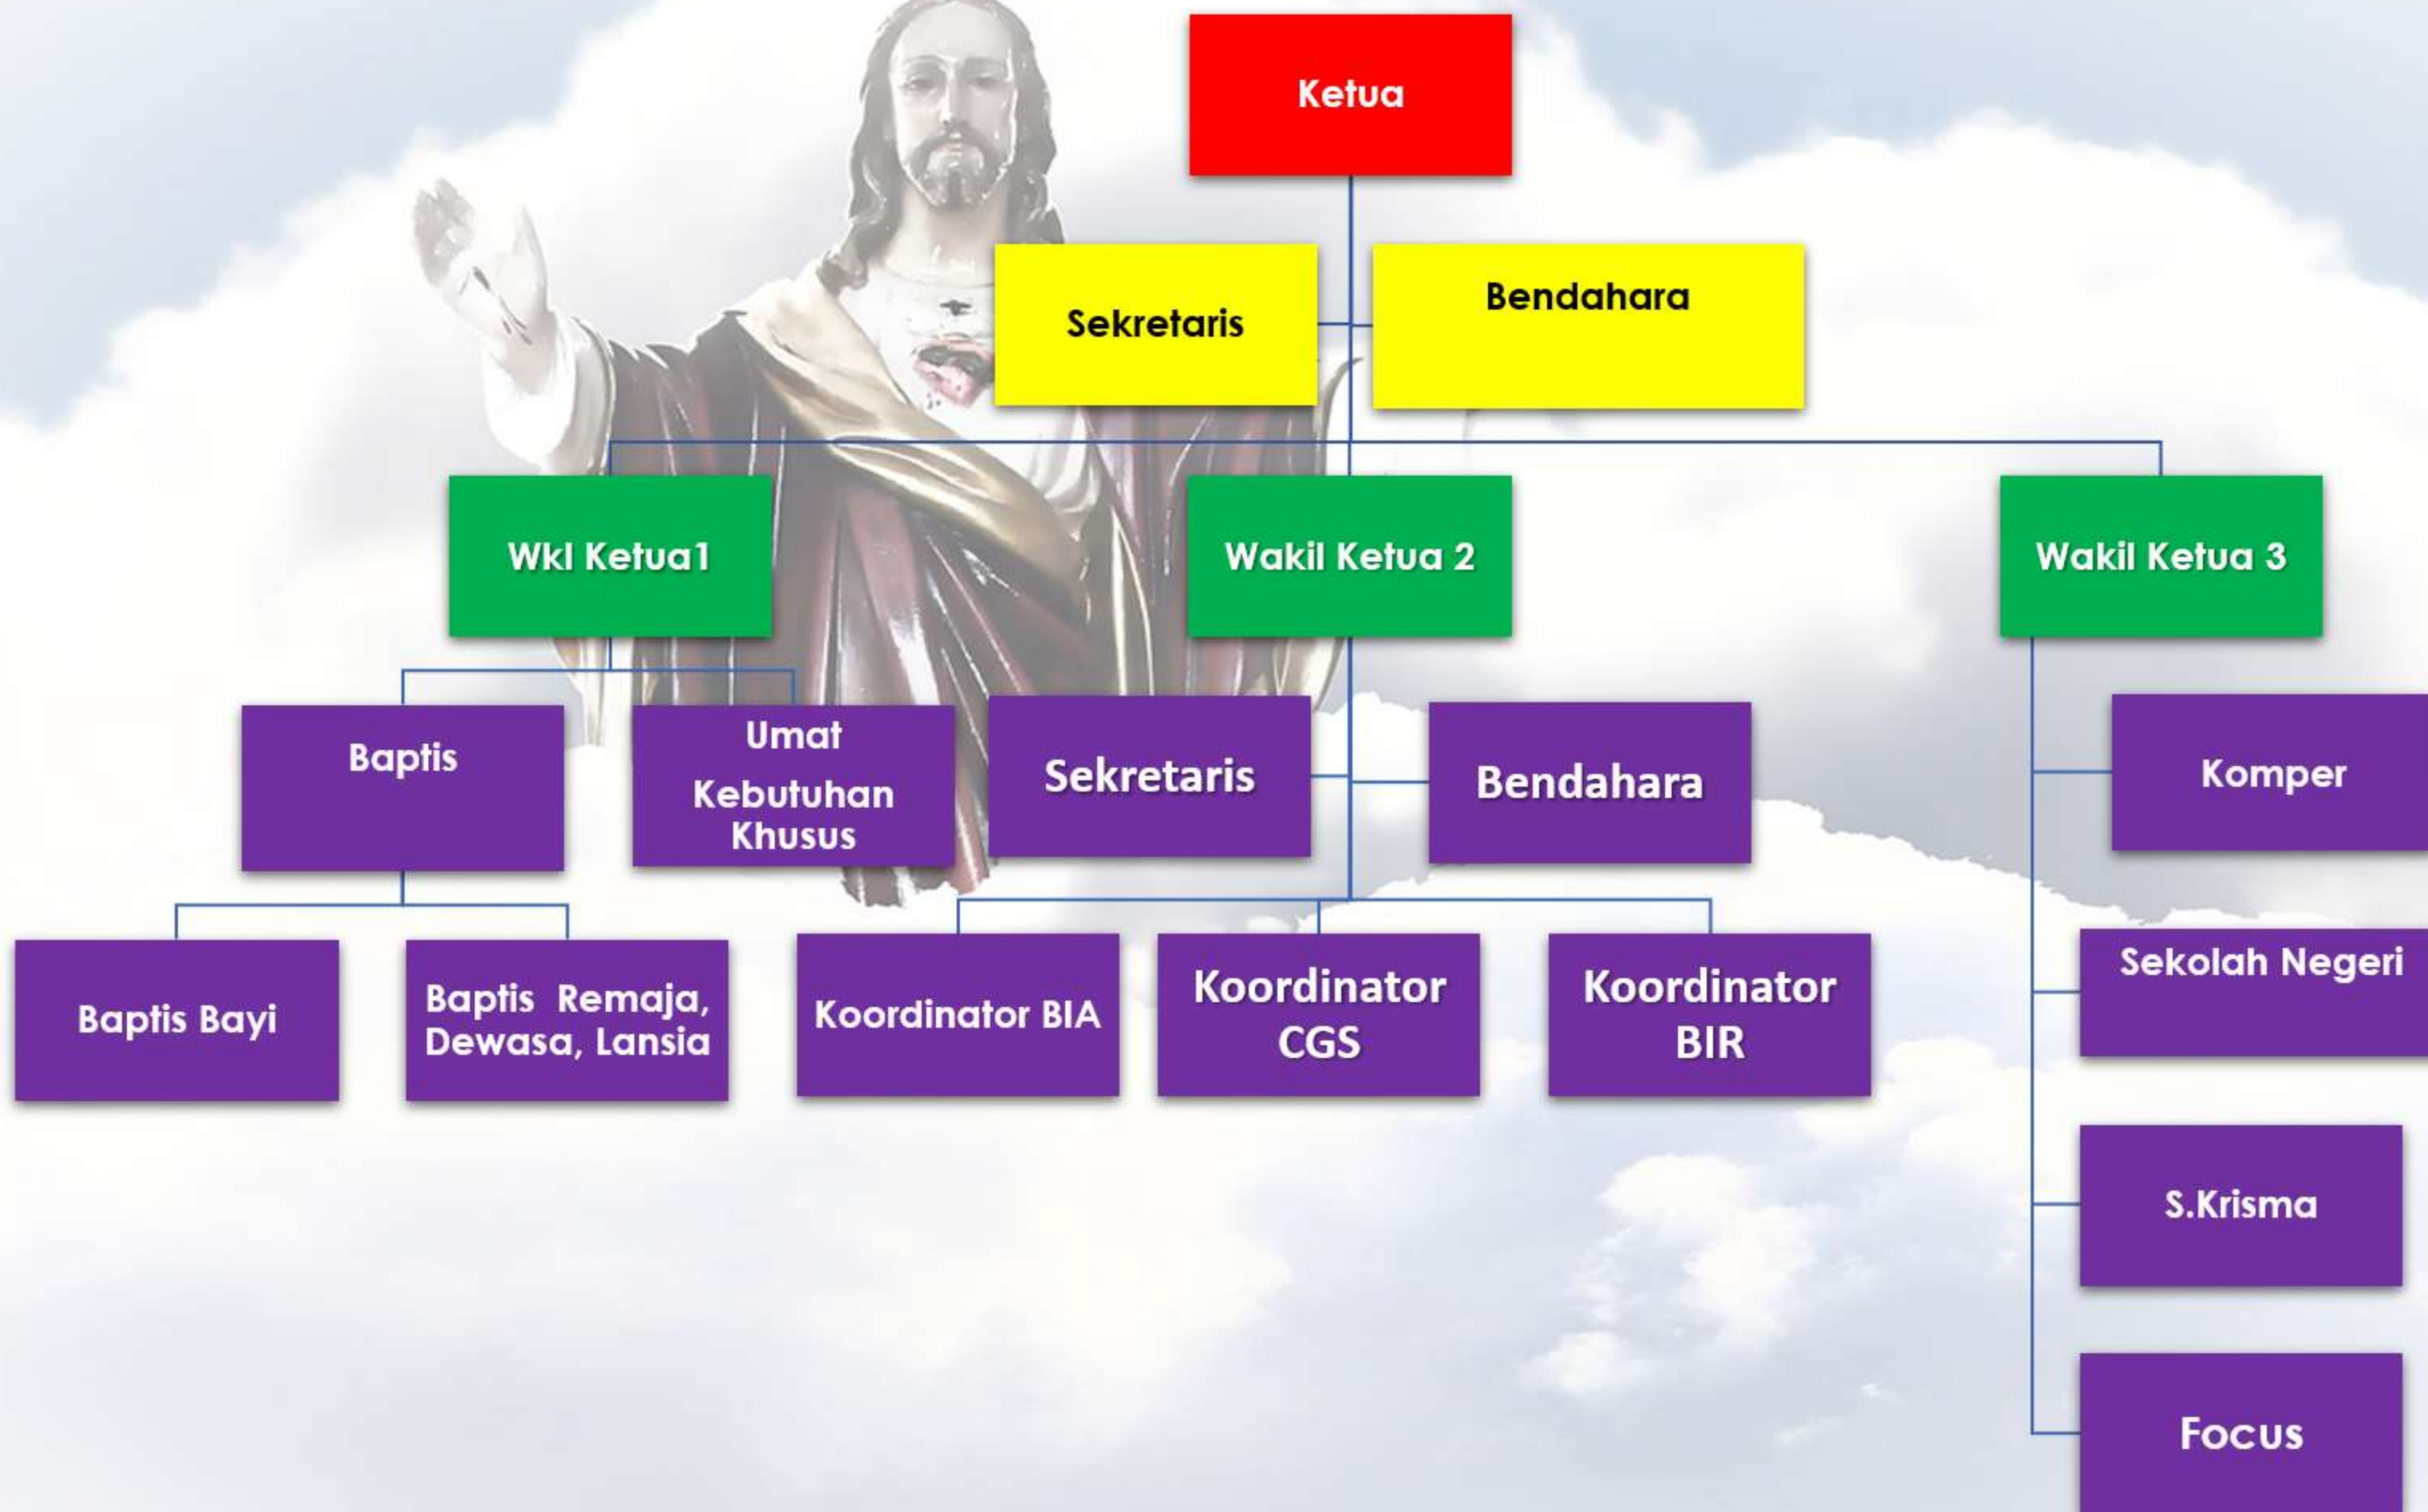 Ketua
Sekretaris
Bendahara
Wkl Ketua1
Wakil Ketua 2
Wakil Ketua 3
Baptis
Umat
Kebutuhan
Khusus
Sekretaris
Bendahara
Komper
Baptis Bayi
Baptis Remaja,
Dewasa, Lansia
Koordinator BIA
Koordinator
CGS
Koordinator
BIR
Sekolah Negeri
S.Krisma
Focus